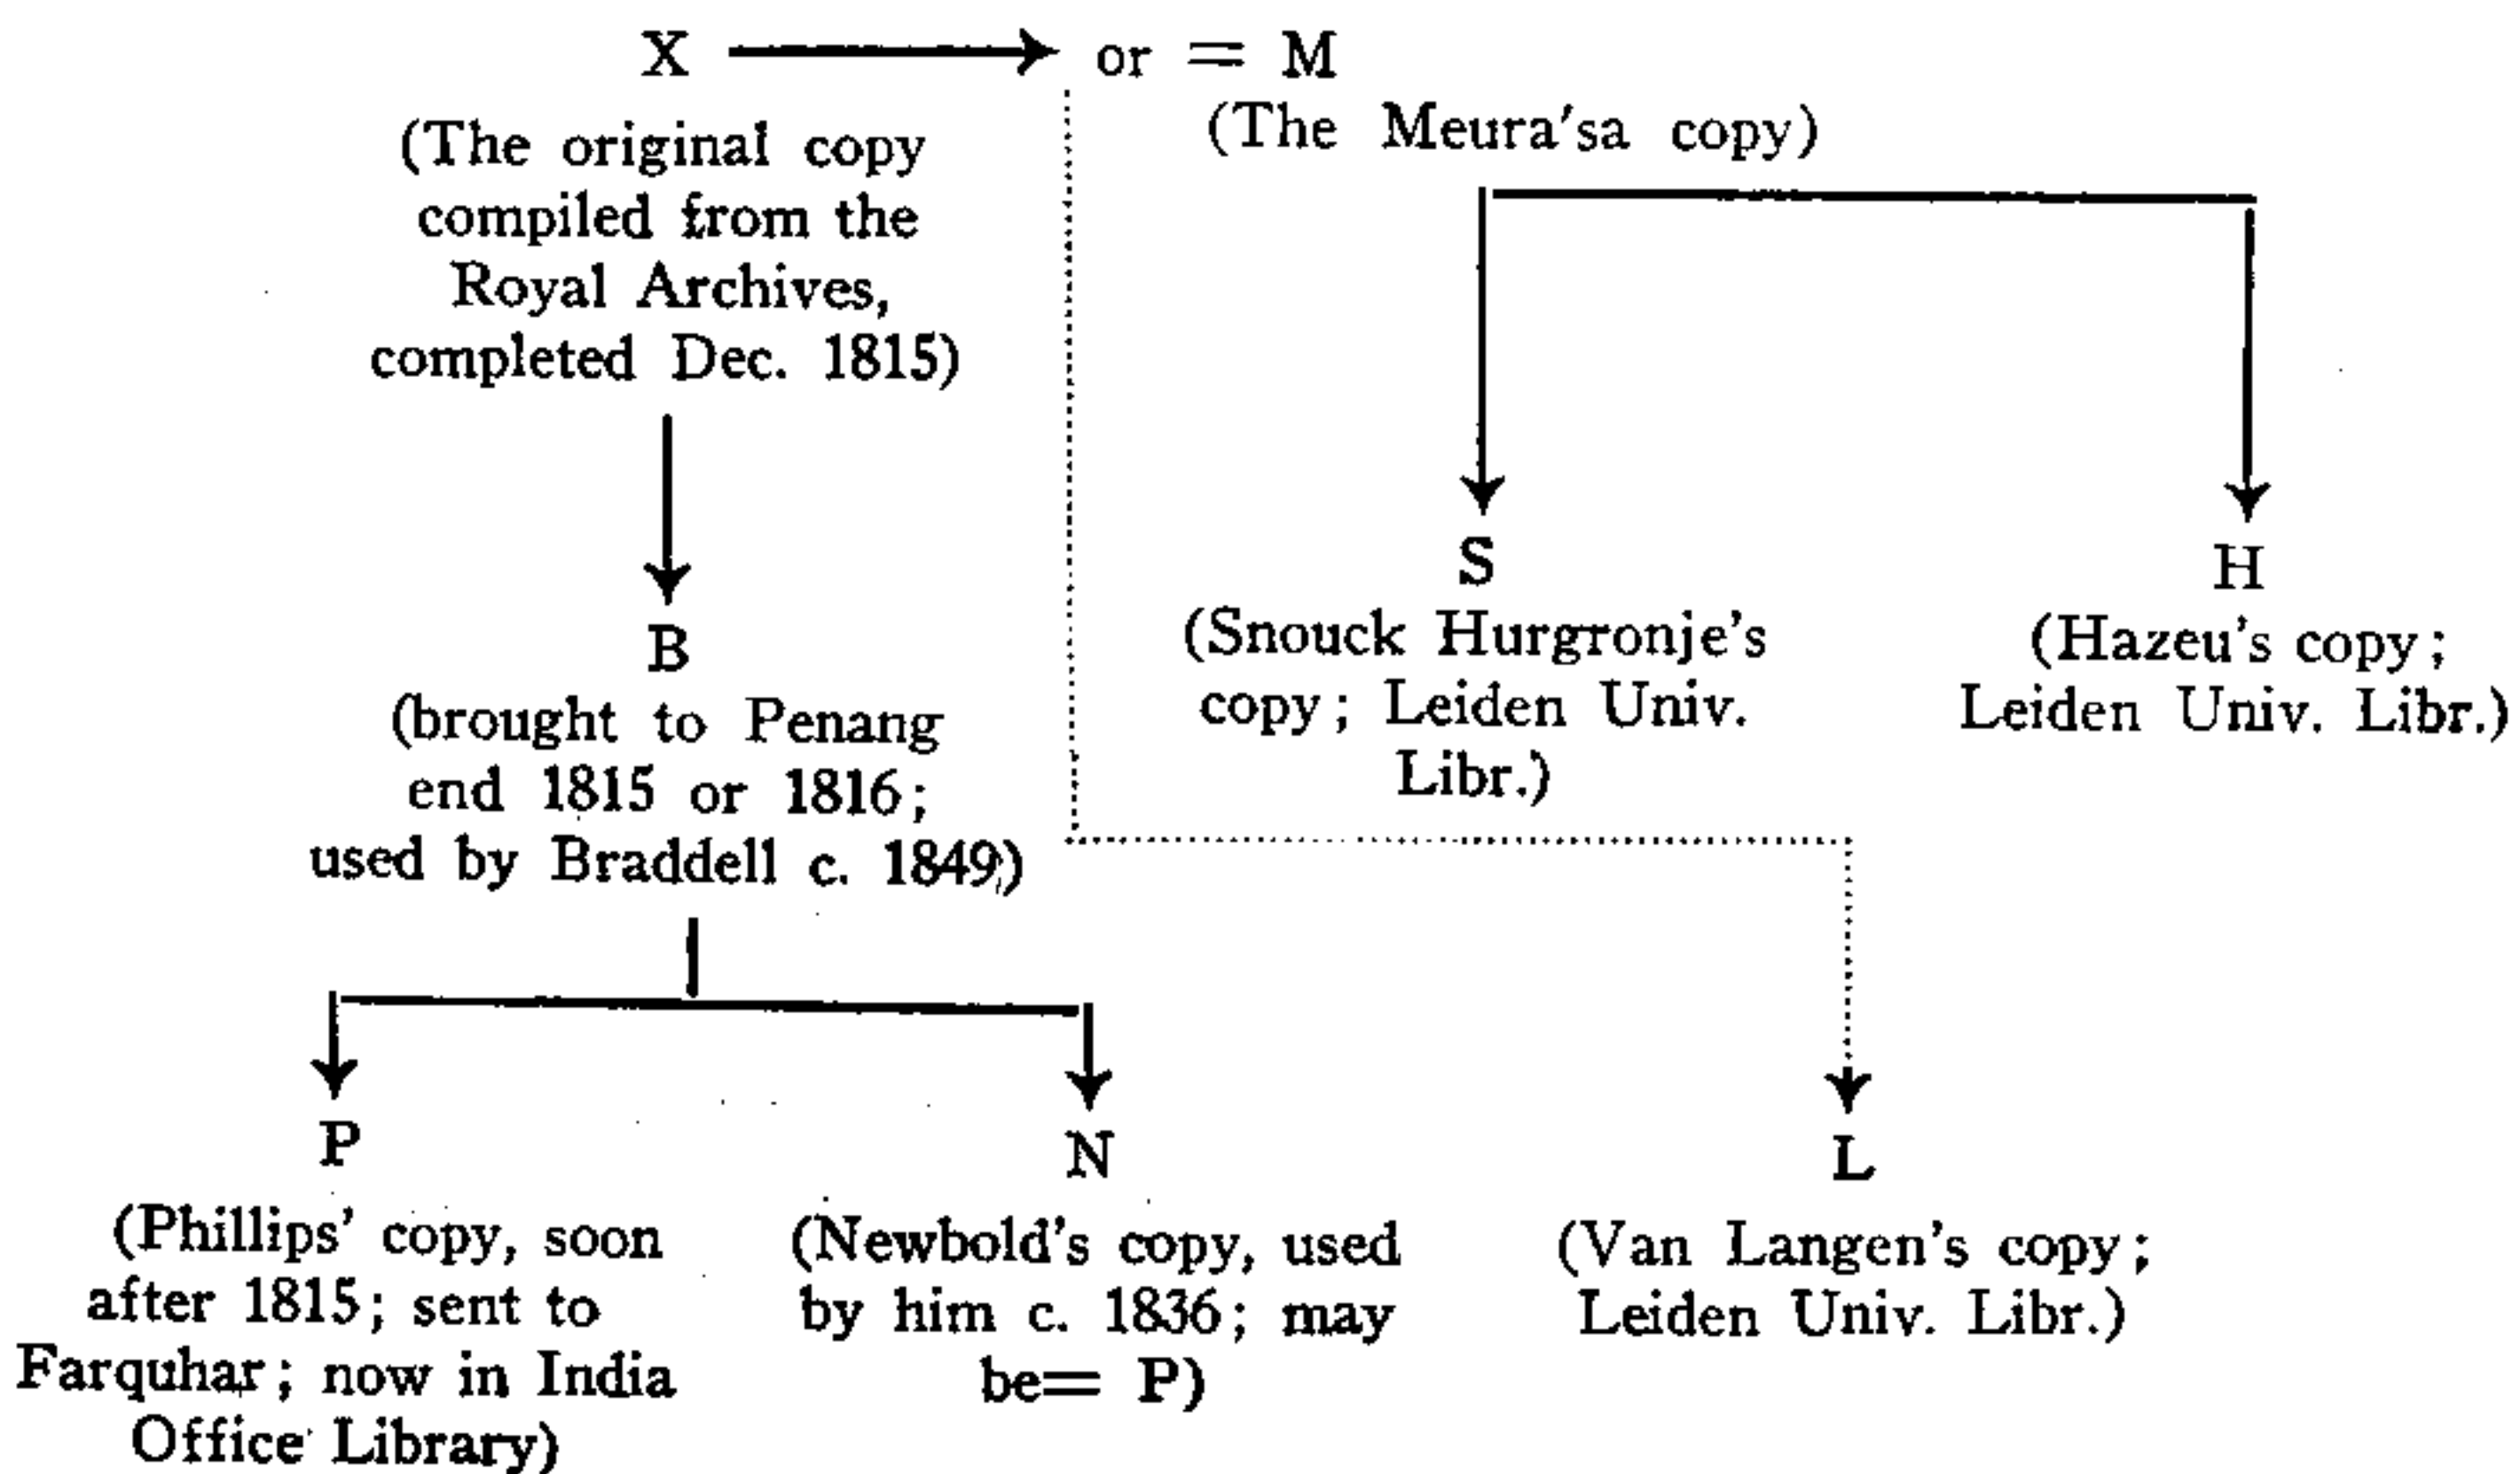 X or = M
(The original copy
compiled from the
Royal Archives,
completed Dec. 1815)
(The Meura'sa copy)
B
(brought to Penang
end 1815 or 1816;
used by Braddell c. 1849)
S
(Snouck Hurgronje's
copy; Leiden Univ.
Libr.)
H
(Hazeu's copy;
Leiden Univ. Libr.)
P
(Phillips' copy, soon
after 1815; sent to
Farquhar; now in India
Office Library)
N
(Newbold's copy, used
by him c. 1836; may
be= P)
L
(Van Langen's copy;
Leiden Univ. Libr.)